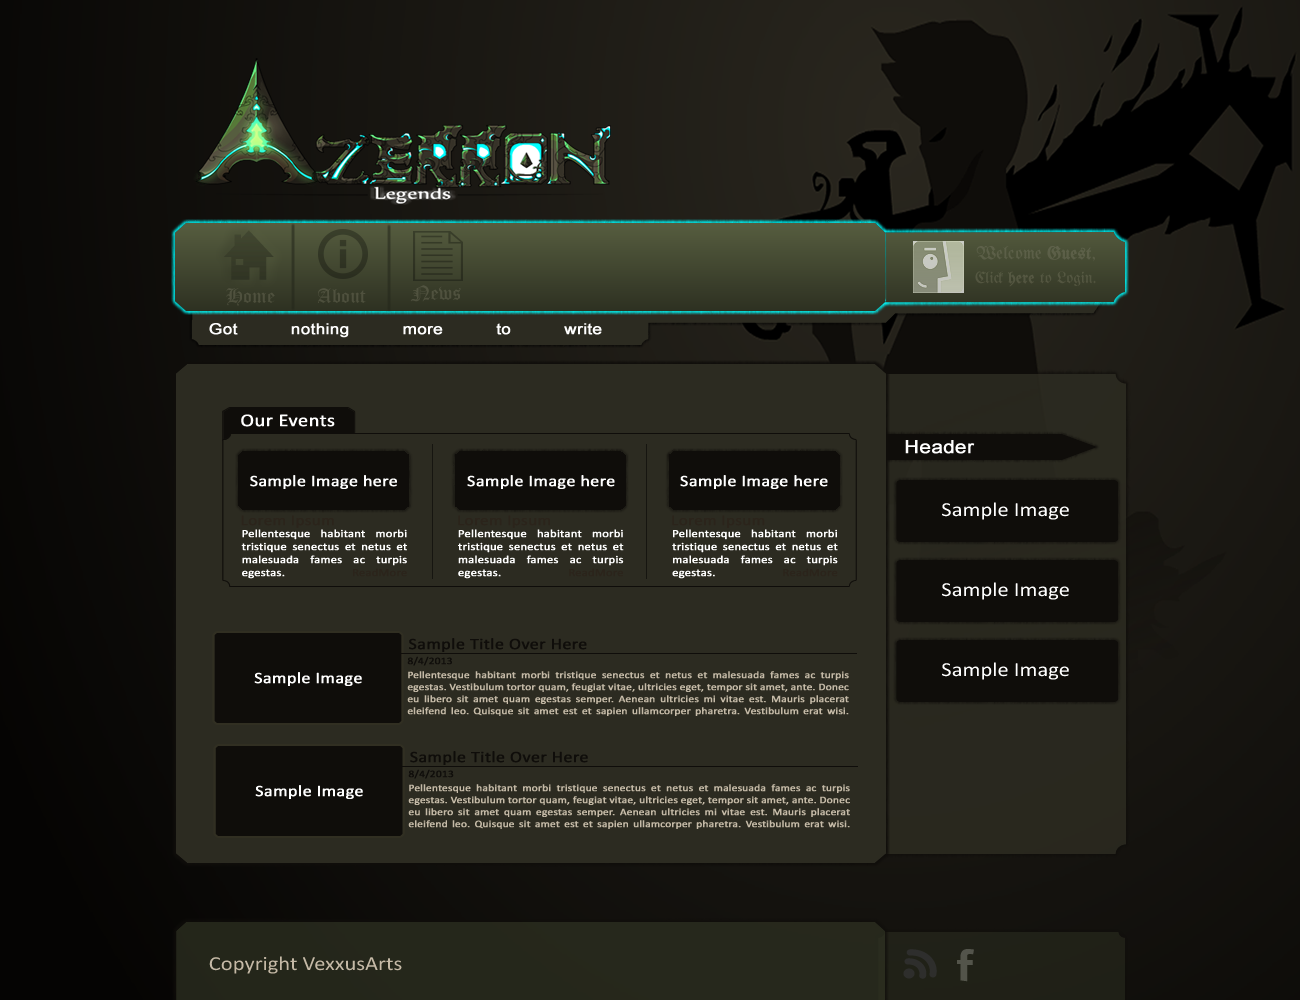 Azerron
Legends
Home
About
News
Welcome Guest,
Click here to Login.
Got nothing more to write
Our Events
Sample Image here
Sample Image here
Sample Image here
Lorem Ipsum
Pellentesque habitant morbi
tristique senectus et netus et
malesuada fames ac turpis
egestas.
Lorem Ipsum
Pellentesque habitant morbi
tristique senectus et netus et
malesuada fames ac turpis
egestas.
Lorem Ipsum
Pellentesque habitant morbi
tristique senectus et netus et
malesuada fames ac turpis
egestas.
Header
Sample Image
Sample Image
Sample Image
Sample Image
Sample Title Over Here
8/4/2013
Pellentesque habitant morbi tristique senectus et netus et malesuada fames ac turpis
egestas. Vestibulum tortor quam, feugiat vitae, ultricies eget, tempor sit amet, ante. Donec
eu libero sit amet quam egestas semper. Aenean ultricies mi vitae est. Mauris placerat
eleifend leo. Quisque sit amet est et sapien ullamcorper pharetra. Vestibulum erat wisi.
Sample Image
Sample Title Over Here
8/4/2013
Pellentesque habitant morbi tristique senectus et netus et malesuada fames ac turpis
egestas. Vestibulum tortor quam, feugiat vitae, ultricies eget, tempor sit amet, ante. Donec
eu libero sit amet quam egestas semper. Aenean ultricies mi vitae est. Mauris placerat
eleifend leo. Quisque sit amet est et sapien ullamcorper pharetra. Vestibulum erat wisi.
Copyright VexxusArts